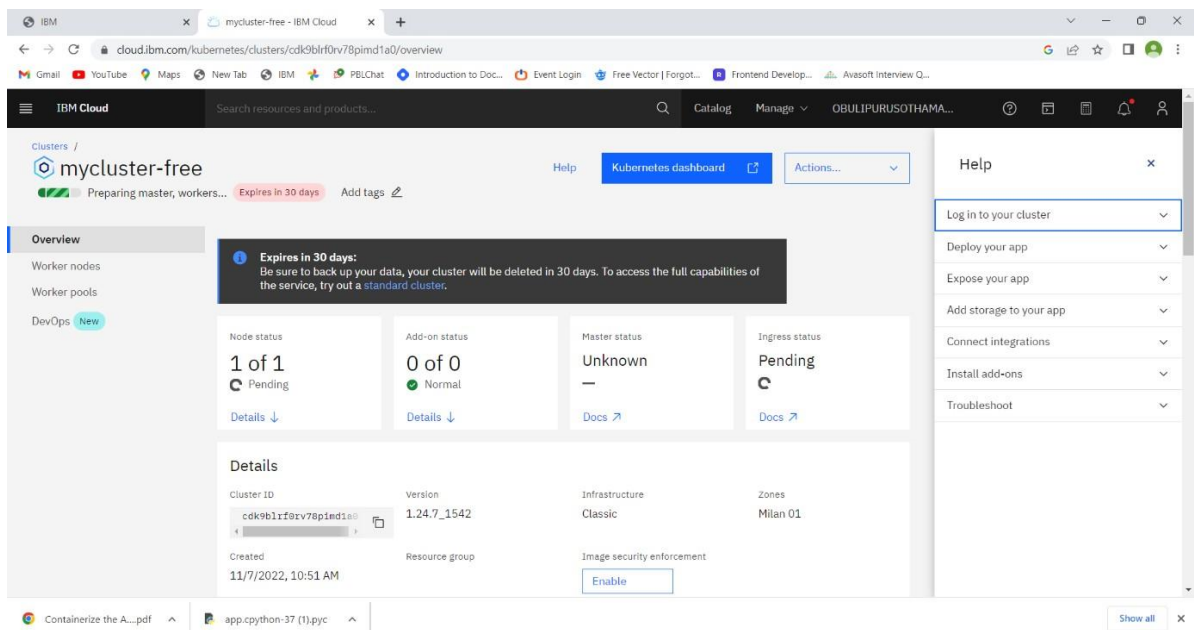 IBM
mycluster-free - IBM Cloud
cloud.ibm.com/kubernetes/clusters/cdk9blrf0rv78pimd1a0/overview
Gmail YouTube Maps New Tab IBM PBLChat Introduction to Doc... Event Login Free Vector | Forgot... Frontend Develop... Avasoft Interview Q...
IBM Cloud Search resources and products... Catalog Manage OBULIPURUSOTHAMA...
Clusters /
mycluster-free
Help Kubernetes dashboard Actions...
Preparing master, workers... Expires in 30 days Add tags
Overview
Worker nodes
Worker pools
DevOps New
Expires in 30 days:
Be sure to back up your data, your cluster will be deleted in 30 days. To access the full capabilities of
the service, try out a standard cluster.
Node status Add-on status Master status Ingress status
1 of 1 0 of 0 Unknown Pending
Pending Normal —
Details ↓ Details ↓ Docs ↗ Docs ↗
Details
Cluster ID Version Infrastructure Zones
cdk9blrf0rv78pimd1a0 1.24.7_1542 Classic Milan 01
Created Resource group Image security enforcement
11/7/2022, 10:51 AM Enable
Help
Log in to your cluster
Deploy your app
Expose your app
Add storage to your app
Connect integrations
Install add-ons
Troubleshoot
Containerize the A....pdf app.cpython-37 (1).pyc Show all